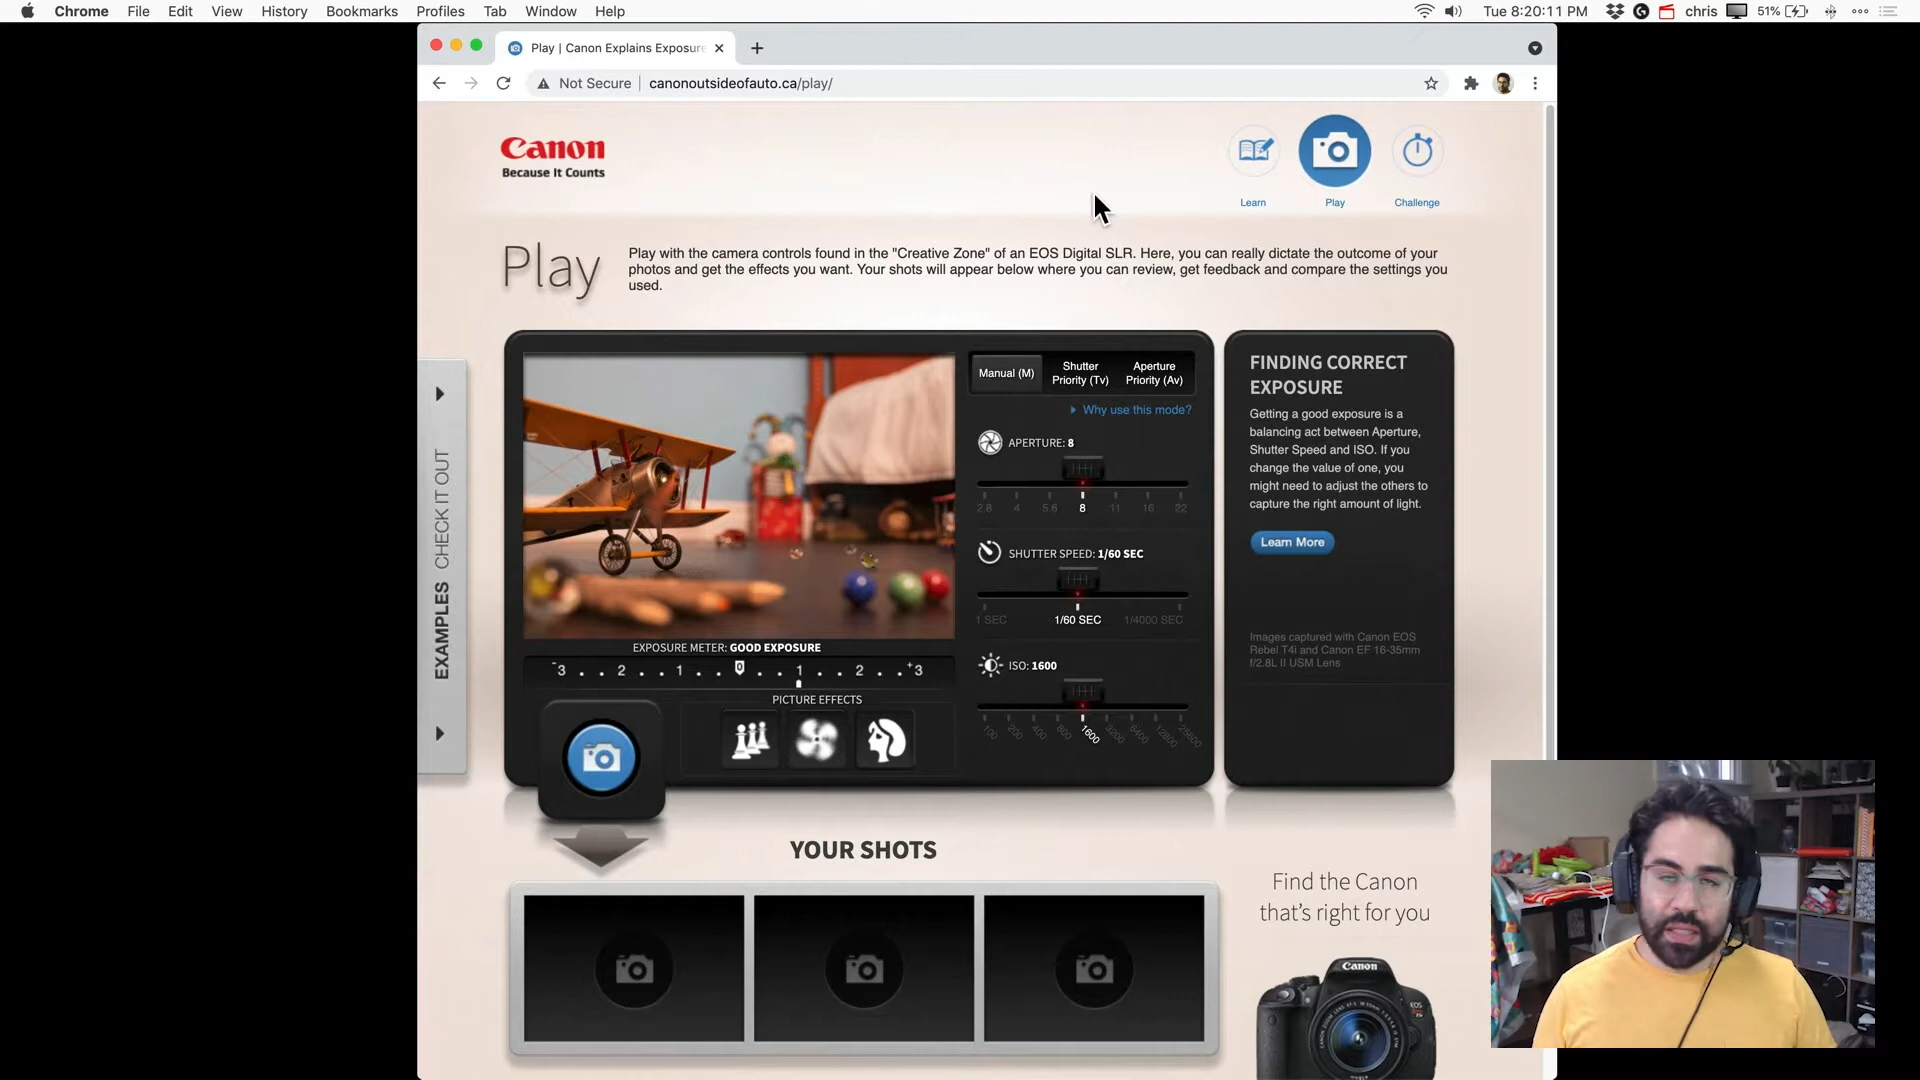 Chrome File Edit View History Bookmarks Profiles Tab Window Help
Tue 8:20:11 PM chris 51%
Play | Canon Explains Exposure
Not Secure canonoutsideofauto.ca/play/
Canon
Because It Counts
Learn Play Challenge
Play
Play with the camera controls found in the "Creative Zone" of an EOS Digital SLR. Here, you can really dictate the outcome of your
photos and get the effects you want. Your shots will appear below where you can review, get feedback and compare the settings you
used.
EXAMPLES CHECK IT OUT
Manual (M)
Shutter
Priority (Tv)
Aperture
Priority (Av)
Why use this mode?
APERTURE: 8
2.8 4 5.6 8 11 16 22
SHUTTER SPEED: 1/60 SEC
1 SEC 1/60 SEC 1/4000 SEC
ISO: 1600
100 200 400 800 1600 3200 6400 12800 25600
EXPOSURE METER: GOOD EXPOSURE
-3 . . 2 . . 1 . . 0 . . 1 . . 2 . . +3
PICTURE EFFECTS
FINDING CORRECT
EXPOSURE
Getting a good exposure is a
balancing act between Aperture,
Shutter Speed and ISO. If you
change the value of one, you
might need to adjust the others to
capture the right amount of light.
Learn More
Images captured with Canon EOS
Rebel T4i and Canon EF 16-35mm
f/2.8L II USM Lens
YOUR SHOTS
Find the Canon
that's right for you
Canon
EOS